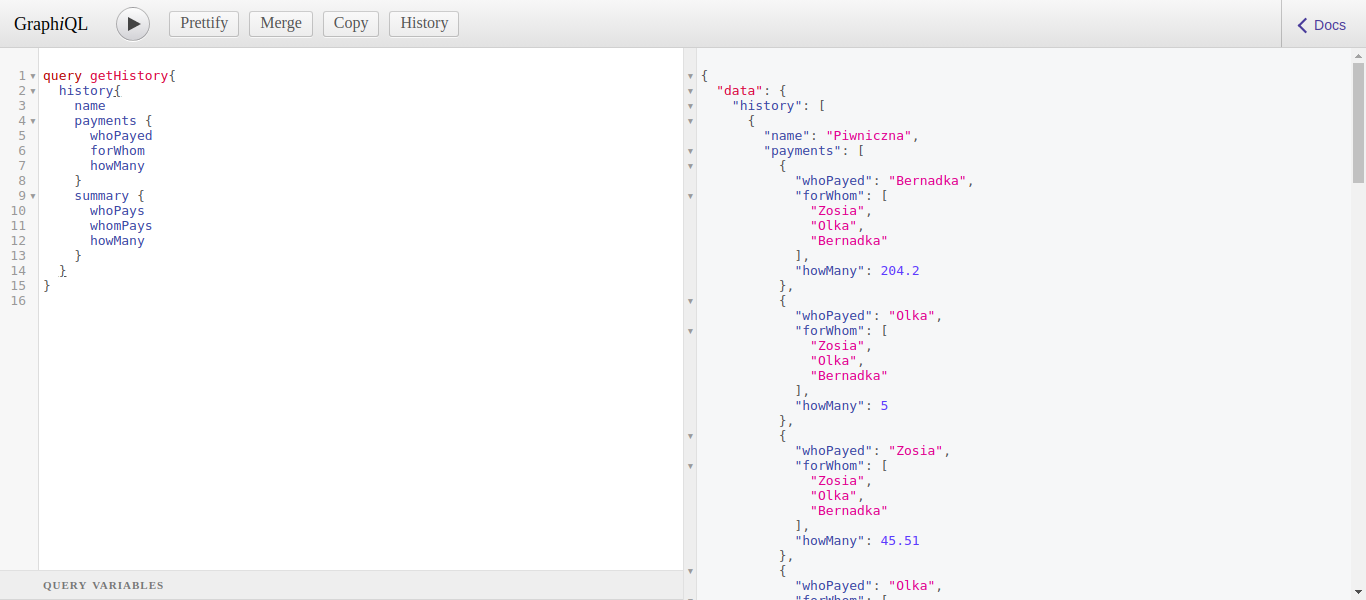 GraphiQL Prettify Merge Copy History Docs
1 query getHistory{
2   history{
3     name
4     payments {
5       whoPayed
6       forWhom
7       howMany
8     }
9     summary {
10       whoPays
11       whomPays
12       howMany
13     }
14   }
15 }
16
QUERY VARIABLES
{
  "data": {
    "history": [
      {
        "name": "Piwniczna",
        "payments": [
          {
            "whoPayed": "Bernadka",
            "forWhom": [
              "Zosia",
              "Olka",
              "Bernadka"
            ],
            "howMany": 204.2
          },
          {
            "whoPayed": "Olka",
            "forWhom": [
              "Zosia",
              "Olka",
              "Bernadka"
            ],
            "howMany": 5
          },
          {
            "whoPayed": "Zosia",
            "forWhom": [
              "Zosia",
              "Olka",
              "Bernadka"
            ],
            "howMany": 45.51
          },
          {
            "whoPayed": "Olka",
            "forWhom": [